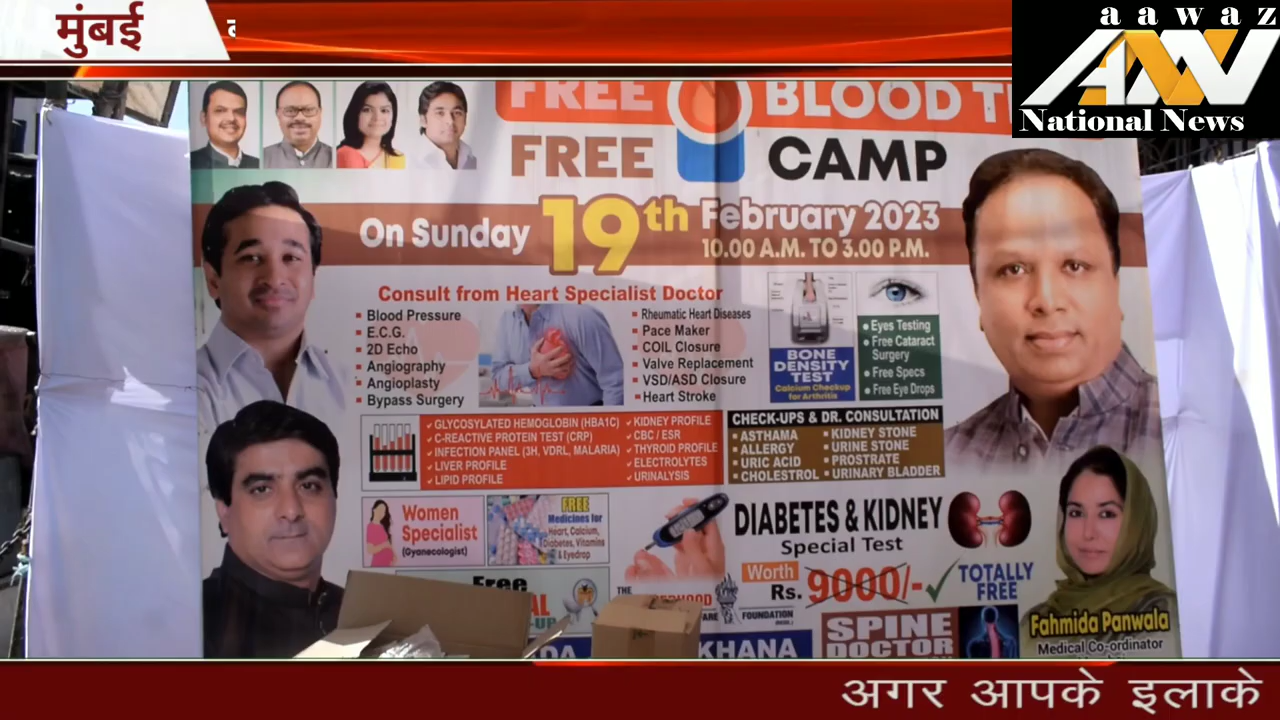 मुंबई
a a w a z
National News
FREE BLOOD
FREE CAMP
On Sunday 19th February 2023
10.00 A.M. TO 3.00 P.M.
Consult from Heart Specialist Doctor
Blood Pressure
E.C.G.
2D Echo
Angiography
Angioplasty
Bypass Surgery
Rheumatic Heart Diseases
Pace Maker
COIL Closure
Valve Replacement
VSD/ASD Closure
Heart Stroke
BONE
DENSITY
TEST
Calcium Checkup
for Arthritis
Eyes Testing
Free Cataract
Surgery
Free Specs
Free Eye Drops
GLYCOSYLATED HEMOGLOBIN (HBA1C)
C-REACTIVE PROTEIN TEST (CRP)
INFECTION PANEL (3H, VDRL, MALARIA)
LIVER PROFILE
LIPID PROFILE
KIDNEY PROFILE
CBC / ESR
THYROID PROFILE
ELECTROLYTES
URINALYSIS
CHECK-UPS & DR. CONSULTATION
ASTHAMA
ALLERGY
URIC ACID
CHOLESTROL
KIDNEY STONE
URINE STONE
PROSTRATE
URINARY BLADDER
Women
Specialist
(Gyanecologist)
FREE
Medicines for
Heart, Calcium,
Diabetes, Vitamins
& Eyedrop
DIABETES & KIDNEY
Special Test
Worth
Rs. 9000/-
TOTALLY
FREE
Free
THE
FOUNDATION
KHANA
SPINE
DOCTOR
Fahmida Panwala
Medical Co-ordinator
अगर आपके इलाके